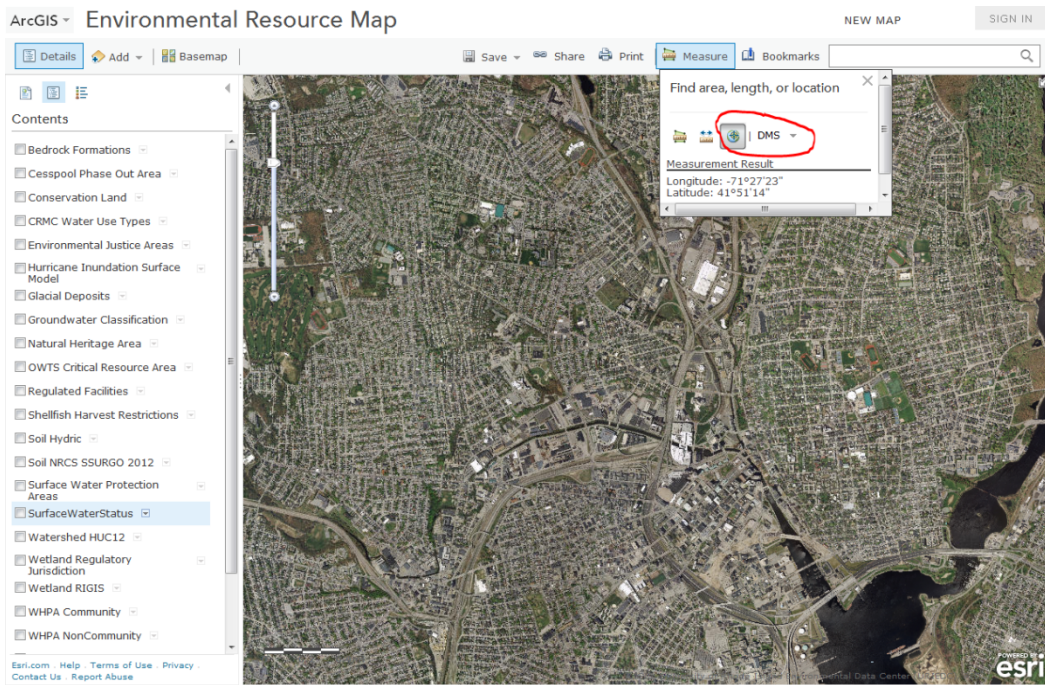 ArcGIS Environmental Resource Map NEW MAP SIGN IN
Details Add Basemap Save Share Print Measure Bookmarks
Find area, length, or location
DMS
Measurement Result
Longitude: -71°27'23"
Latitude: 41°51'14"
Contents
Bedrock Formations
Cesspool Phase Out Area
Conservation Land
CRMC Water Use Types
Environmental Justice Areas
Hurricane Inundation Surface
Model
Glacial Deposits
Groundwater Classification
Natural Heritage Area
OWTS Critical Resource Area
Regulated Facilities
Shellfish Harvest Restrictions
Soil Hydric
Soil NRCS SSURGO 2012
Surface Water Protection
Areas
SurfaceWaterStatus
Watershed HUC12
Wetland Regulatory
Jurisdiction
Wetland RIGIS
WHPA Community
WHPA NonCommunity
Esri.com . Help . Terms of Use . Privacy .
Contact Us . Report Abuse
Environmental Data Center
POWERED BY
esri